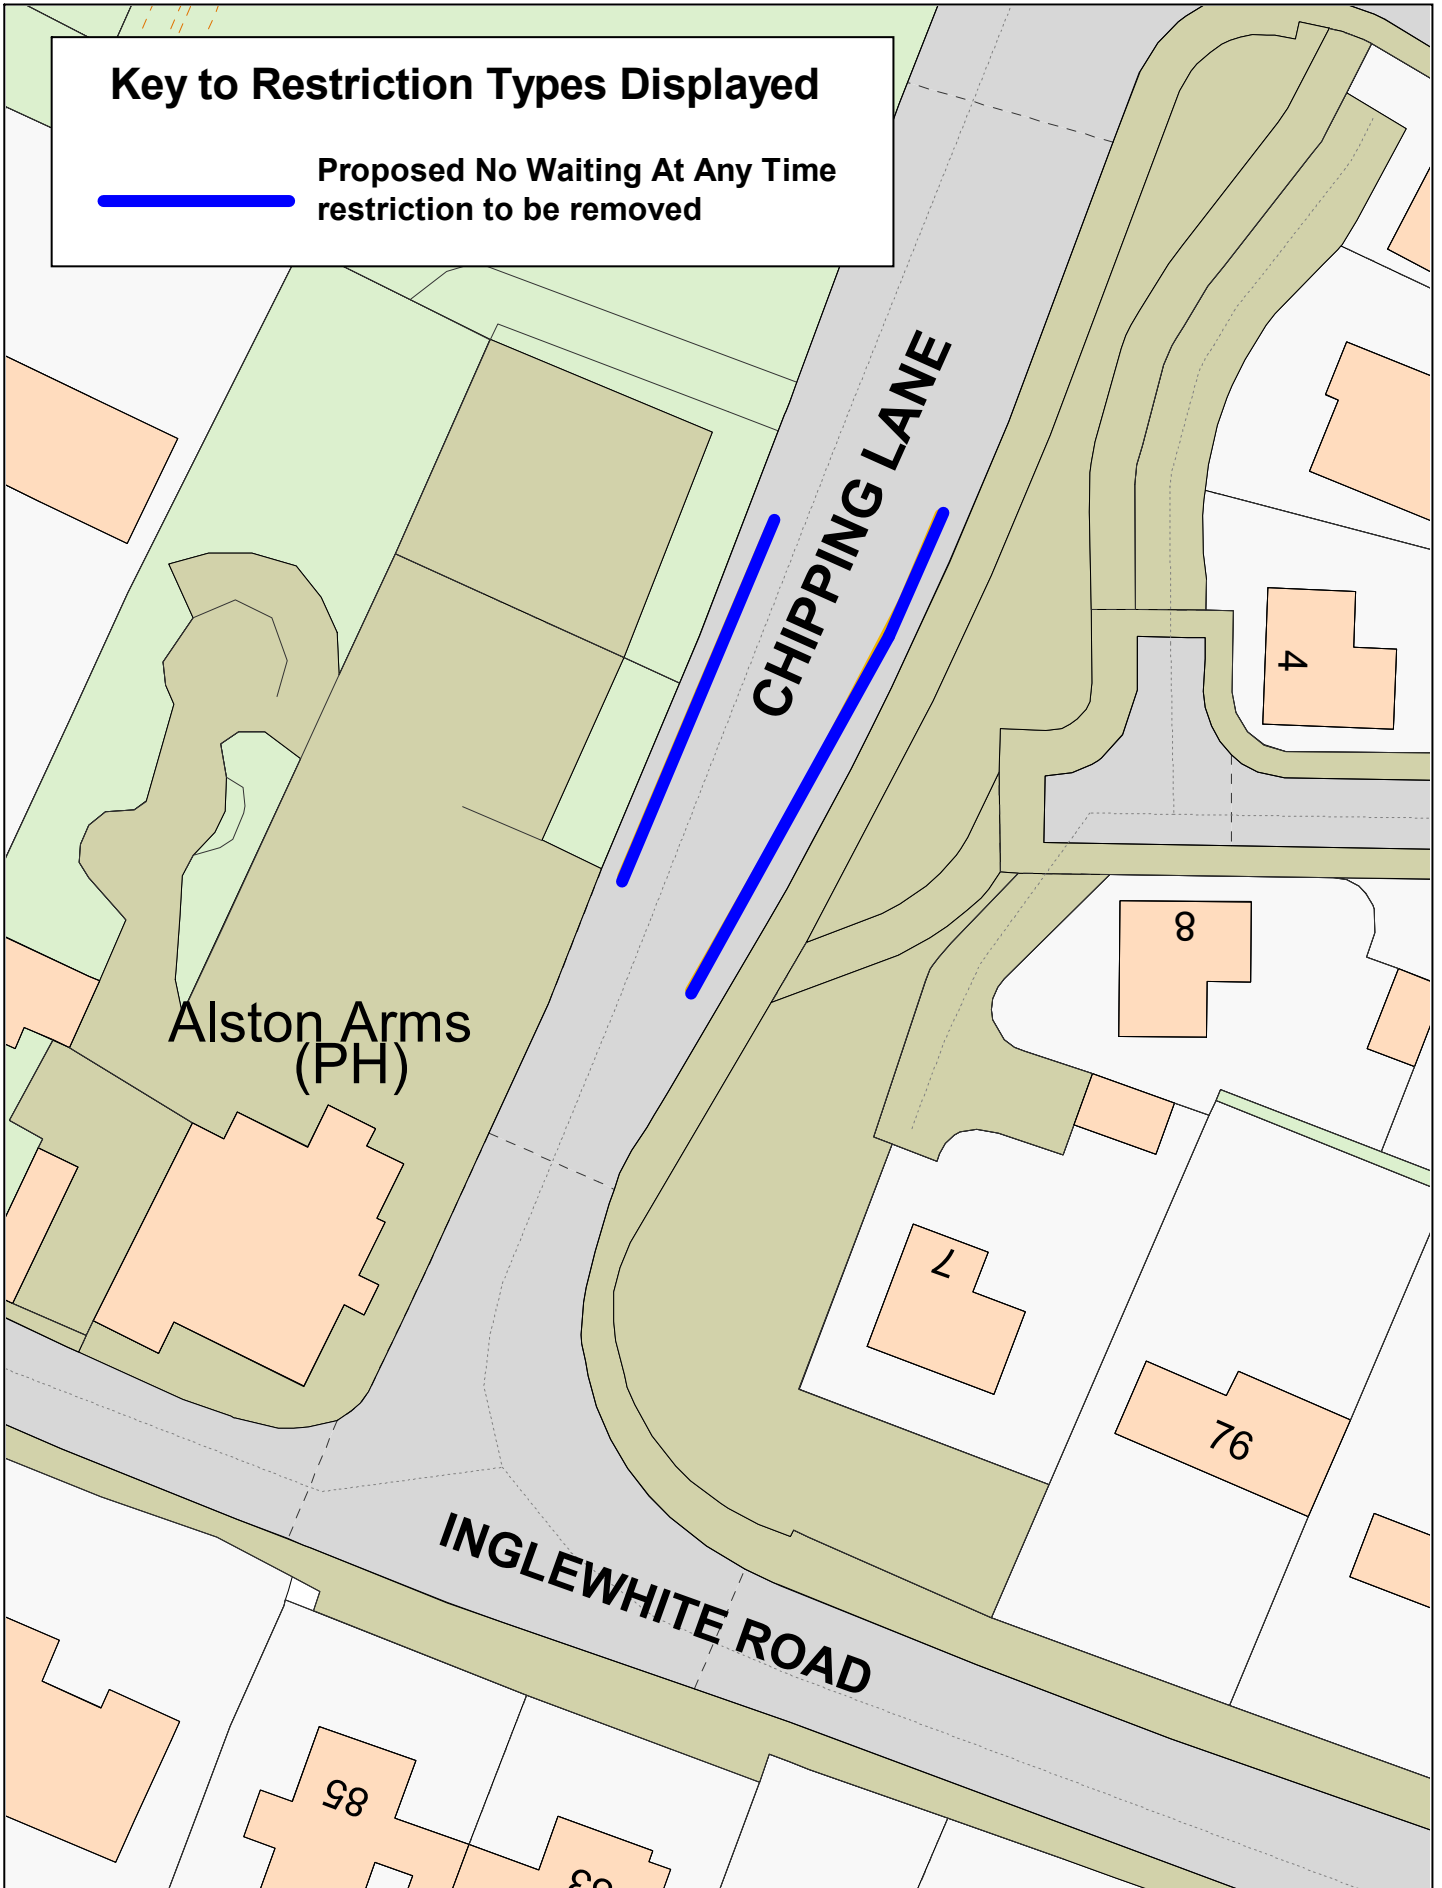 Key to Restriction Types Displayed
Proposed No Waiting At Any Time
restriction to be removed
CHIPPING LANE
4
8
Alston Arms
(PH)
7
76
INGLEWHITE ROAD
85